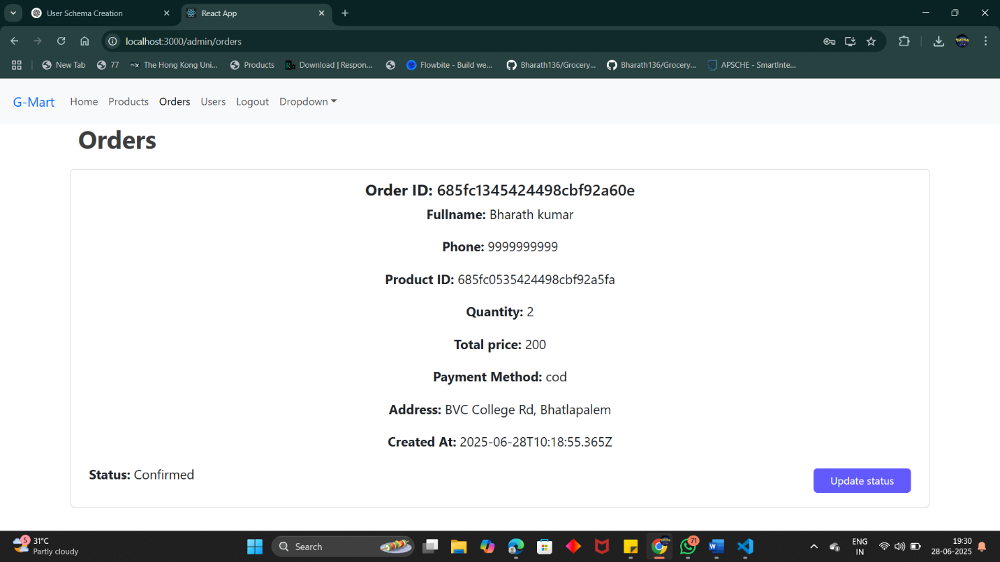 User Schema Creation
React App
localhost:3000/admin/orders
New Tab
77
edx
The Hong Kong Uni...
Products
R
Download | Respon...
Flowbite - Build we...
Bharath136/Grocery...
Bharath136/Grocery...
APSCHE - SmartInte...
G-Mart Home Products Orders Users Logout Dropdown
Orders
Order ID: 685fc1345424498cbf92a60e
Fullname: Bharath kumar
Phone: 9999999999
Product ID: 685fc0535424498cbf92a5fa
Quantity: 2
Total price: 200
Payment Method: cod
Address: BVC College Rd, Bhatlapalem
Created At: 2025-06-28T10:18:55.365Z
Status: Confirmed
Update status
5
31°C
Partly cloudy
Search
71
W
ENG
IN
19:30
28-06-2025